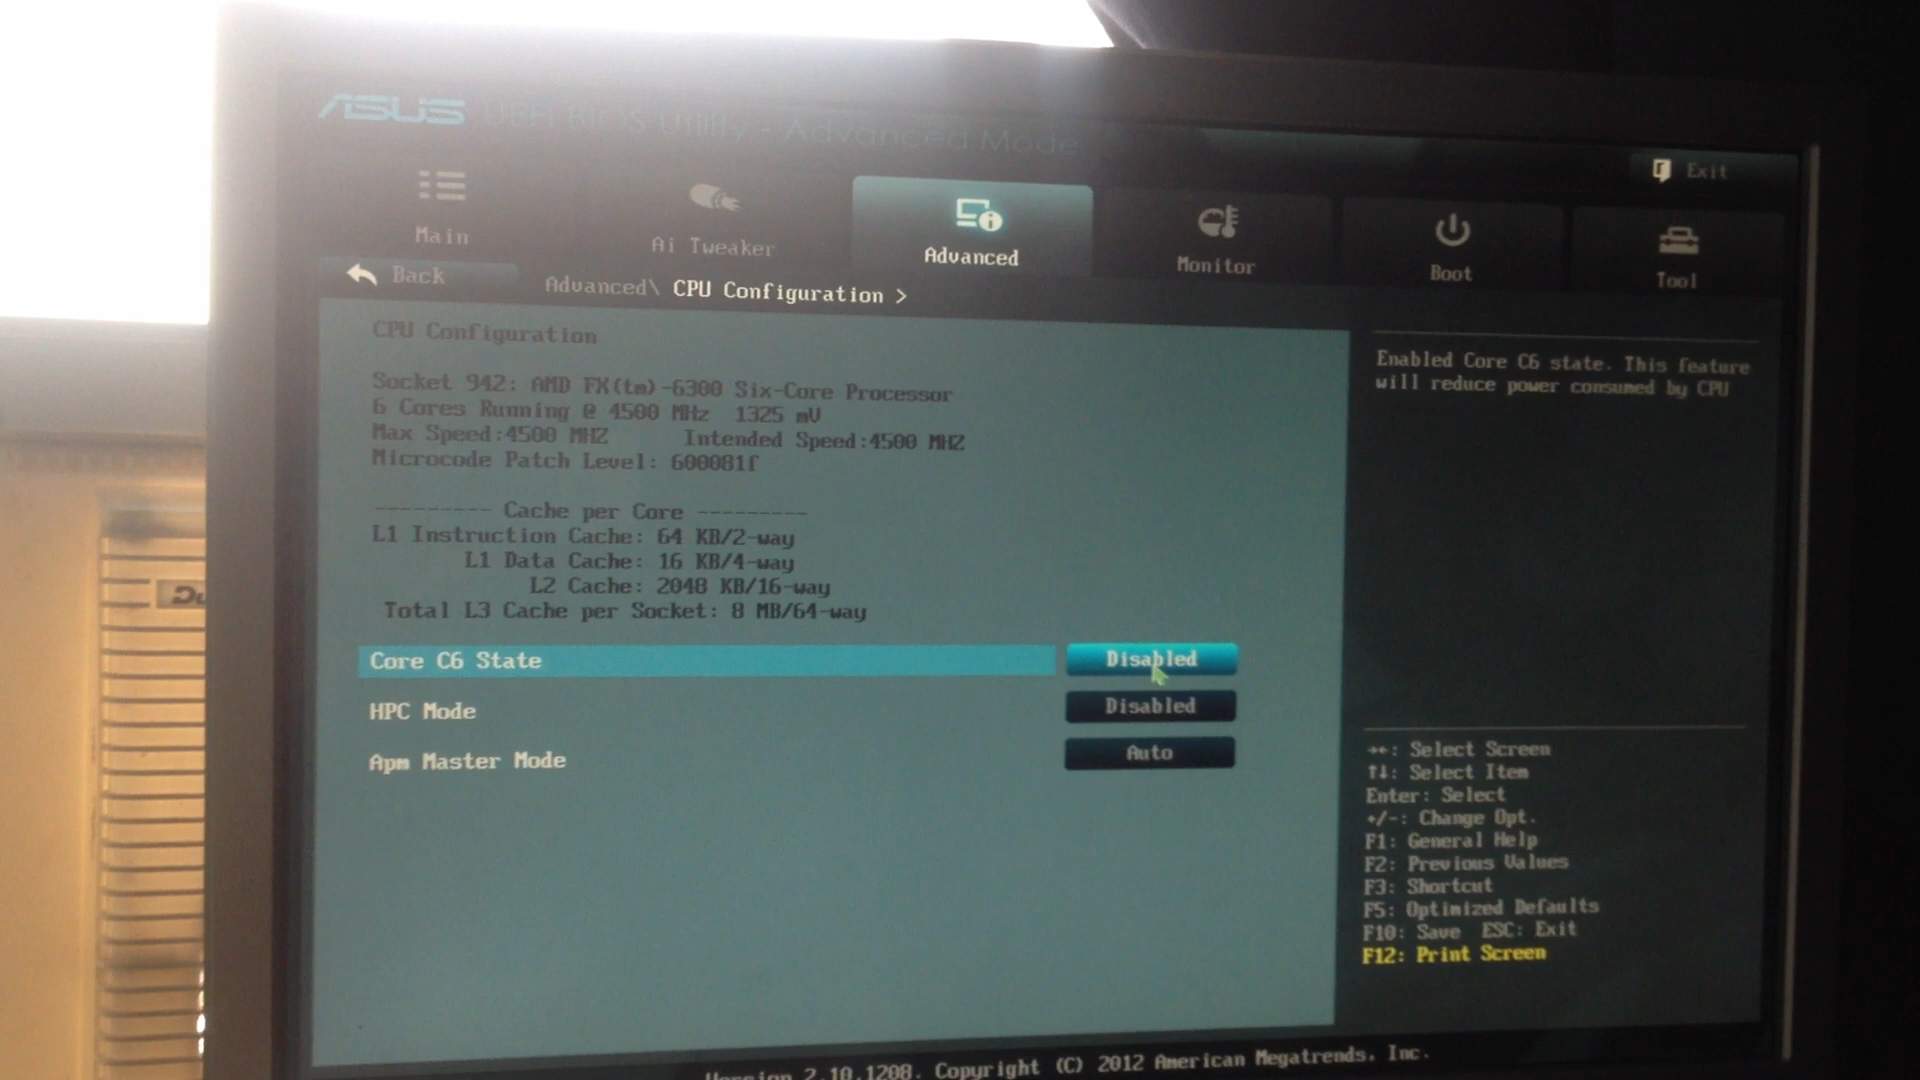 ASUS UEFI BIOS Utility - Advanced Mode
Exit
Main
Ai Tweaker
Advanced
Monitor
Boot
Tool
Back
Advanced\ CPU Configuration >
CPU Configuration
Socket 942: AMD FX(tm)-6300 Six-Core Processor
6 Cores Running @ 4500 MHz 1325 mV
Max Speed:4500 MHZ Intended Speed:4500 MHZ
Microcode Patch Level: 600081f
--------- Cache per Core ---------
L1 Instruction Cache: 64 KB/2-way
L1 Data Cache: 16 KB/4-way
L2 Cache: 2048 KB/16-way
Total L3 Cache per Socket: 8 MB/64-way
Core C6 State Disabled
HPC Mode Disabled
Apm Master Mode Auto
Enabled Core C6 state. This feature
will reduce power consumed by CPU
→←: Select Screen
↑↓: Select Item
Enter: Select
+/-: Change Opt.
F1: General Help
F2: Previous Values
F3: Shortcut
F5: Optimized Defaults
F10: Save ESC: Exit
F12: Print Screen
Version 2.10.1208. Copyright (C) 2012 American Megatrends, Inc.